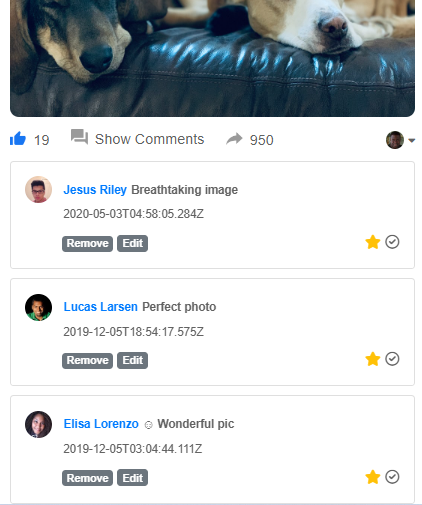 19 Show Comments 950
Jesus Riley Breathtaking image
2020-05-03T04:58:05.284Z
Remove Edit
Lucas Larsen Perfect photo
2019-12-05T18:54:17.575Z
Remove Edit
Elisa Lorenzo ☺ Wonderful pic
2019-12-05T03:04:44.111Z
Remove Edit